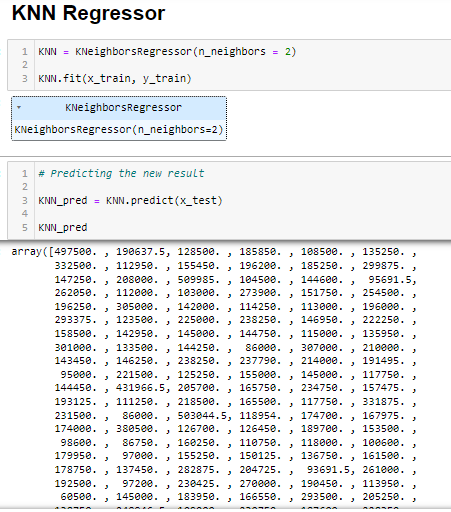 KNN Regressor
1 KNN = KNeighborsRegressor(n_neighbors = 2)
2
3 KNN.fit(x_train, y_train)
▾ KNeighborsRegressor
KNeighborsRegressor(n_neighbors=2)
1 # Predicting the new result
2
3 KNN_pred = KNN.predict(x_test)
4
5 KNN_pred
array([497500. , 190637.5, 128500. , 185850. , 108500. , 135250. ,
332500. , 112950. , 155450. , 196200. , 185250. , 299875. ,
147250. , 208000. , 509985. , 104500. , 144600. , 95691.5,
262050. , 112000. , 103000. , 273900. , 151750. , 254500. ,
196250. , 305000. , 142000. , 114250. , 113000. , 196000. ,
293375. , 123500. , 225000. , 238250. , 146950. , 222250. ,
158500. , 142950. , 145000. , 144750. , 115000. , 135950. ,
301000. , 133500. , 144250. , 86000. , 307000. , 210000. ,
143450. , 146250. , 238250. , 237790. , 214000. , 191495. ,
95000. , 221500. , 125250. , 155000. , 145000. , 117750. ,
144450. , 431966.5, 205700. , 165750. , 234750. , 157475. ,
193125. , 111250. , 218500. , 165500. , 117750. , 331875. ,
231500. , 86000. , 503044.5, 118954. , 174700. , 167975. ,
174000. , 380500. , 126700. , 126450. , 189700. , 153500. ,
98600. , 86750. , 160250. , 110750. , 118000. , 100600. ,
179950. , 97000. , 155250. , 150125. , 136750. , 161500. ,
178750. , 137450. , 282875. , 204725. , 93691.5, 261000. ,
192500. , 97200. , 230425. , 270000. , 190450. , 113950. ,
60500. , 145000. , 183950. , 166550. , 293500. , 205250. ,